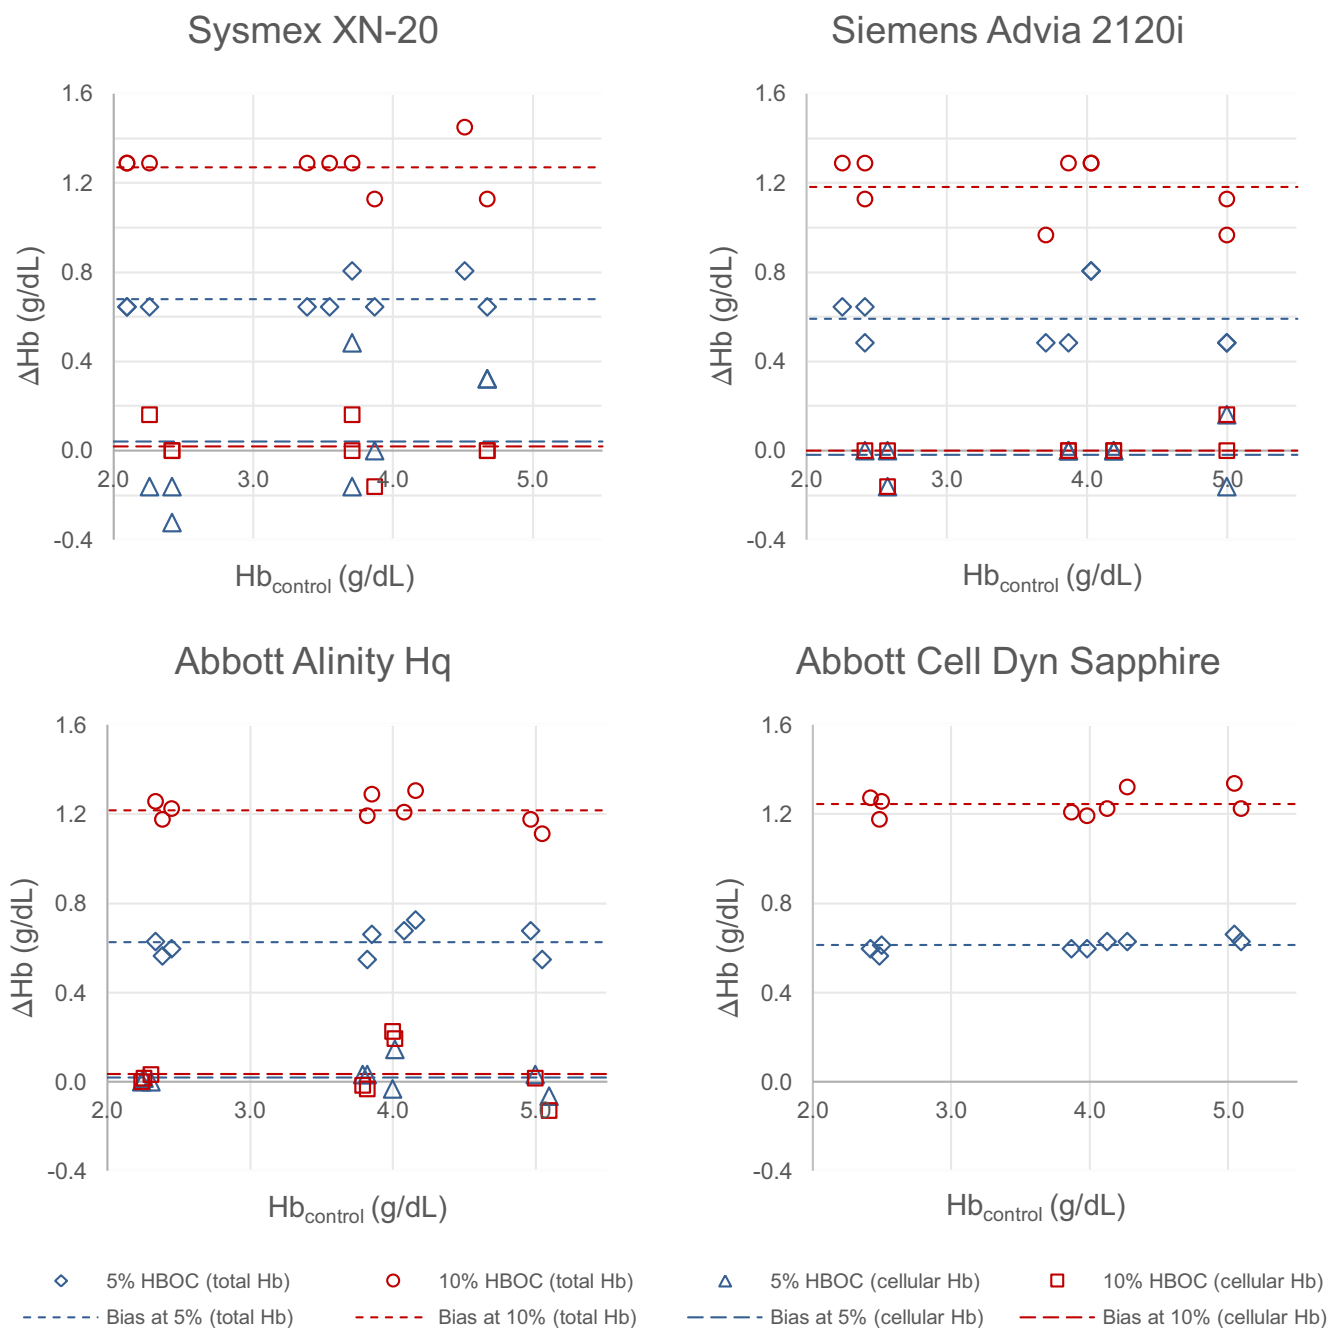 Sysmex XN-20
1.6
1.2
0.8
0.4
0.0
-0.4
2.0
3.0
4.0
5.0
ΔHb (g/dL)
Hbcontrol (g/dL)
Siemens Advia 2120i
1.6
1.2
0.8
0.4
0.0
-0.4
2.0
3.0
4.0
5.0
ΔHb (g/dL)
Hbcontrol (g/dL)
Abbott Alinity Hq
1.6
1.2
0.8
0.4
0.0
-0.4
2.0
3.0
4.0
5.0
ΔHb (g/dL)
Hbcontrol (g/dL)
Abbott Cell Dyn Sapphire
1.6
1.2
0.8
0.4
0.0
-0.4
2.0
3.0
4.0
5.0
ΔHb (g/dL)
Hbcontrol (g/dL)
5% HBOC (total Hb)
10% HBOC (total Hb)
5% HBOC (cellular Hb)
10% HBOC (cellular Hb)
Bias at 5% (total Hb)
Bias at 10% (total Hb)
Bias at 5% (cellular Hb)
Bias at 10% (cellular Hb)